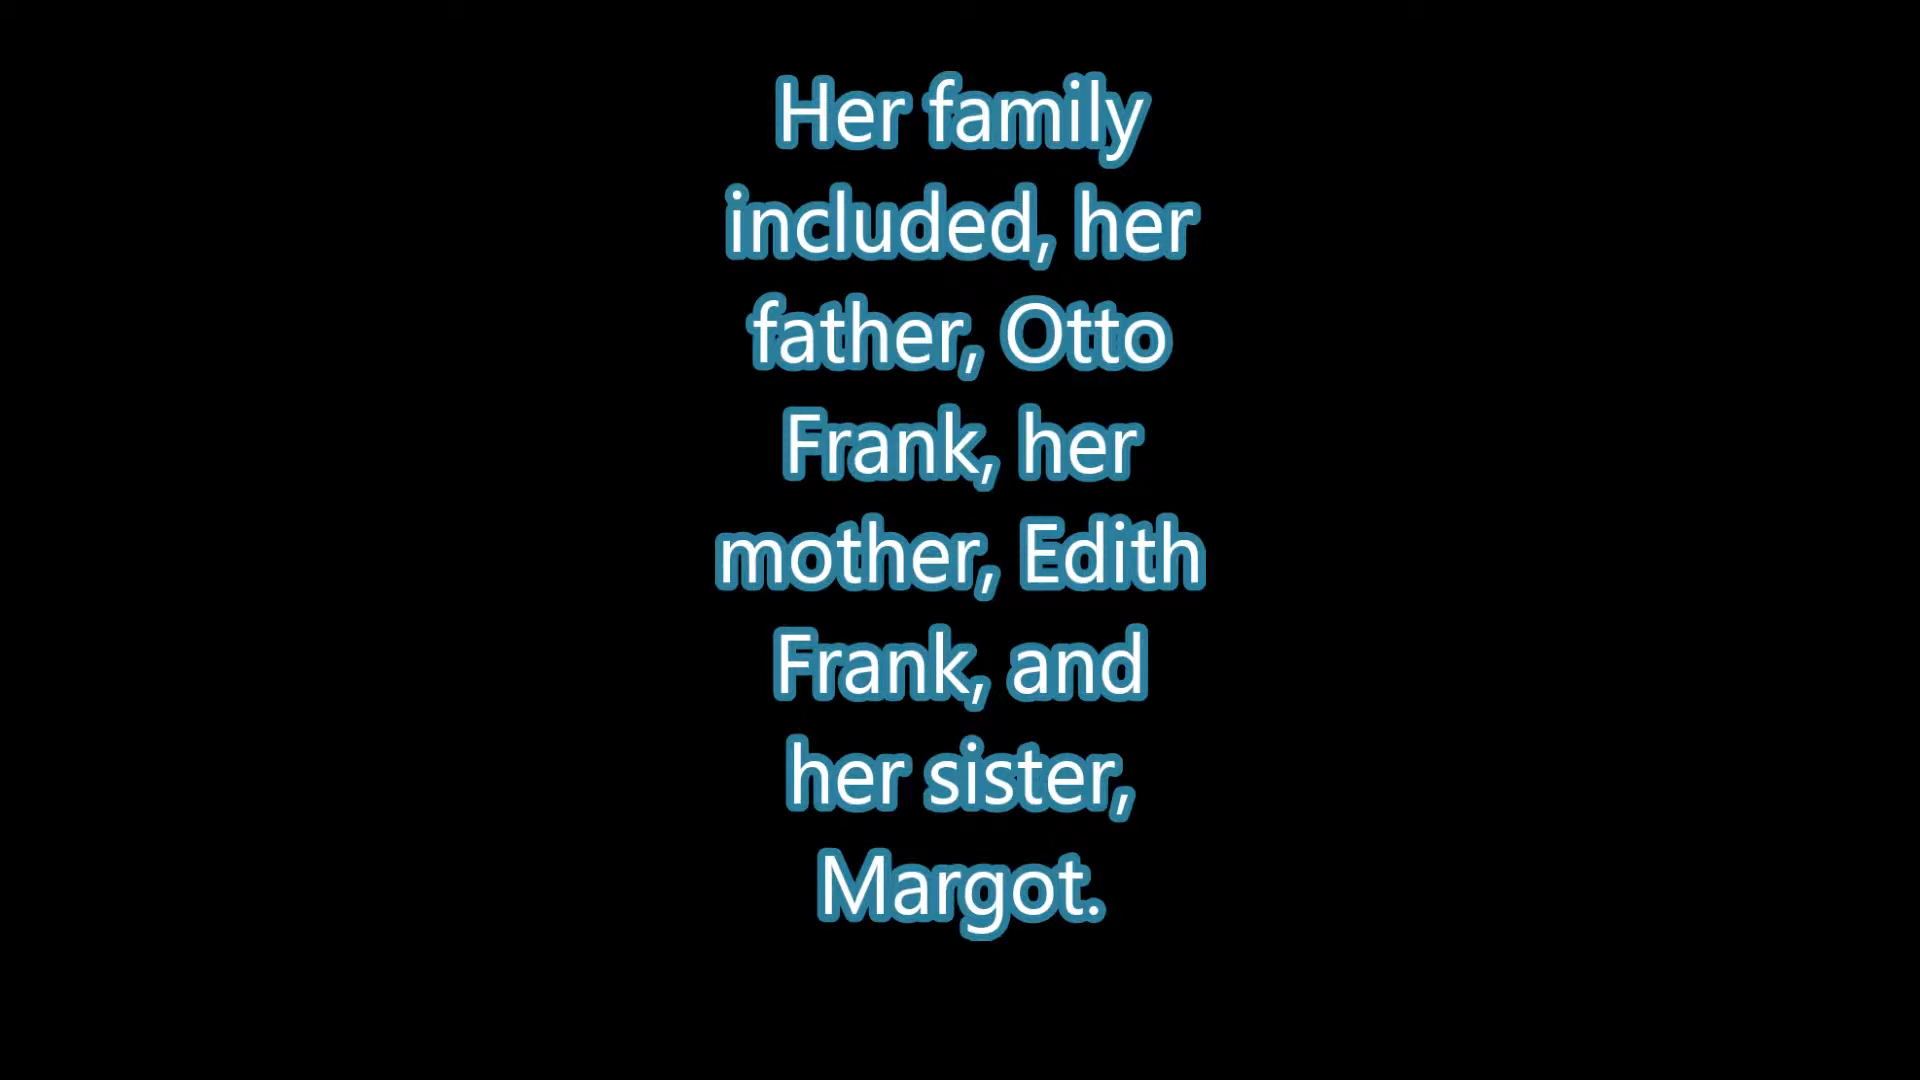 Her family
included, her
father, Otto
Frank, her
mother, Edith
Frank, and
her sister,
Margot.